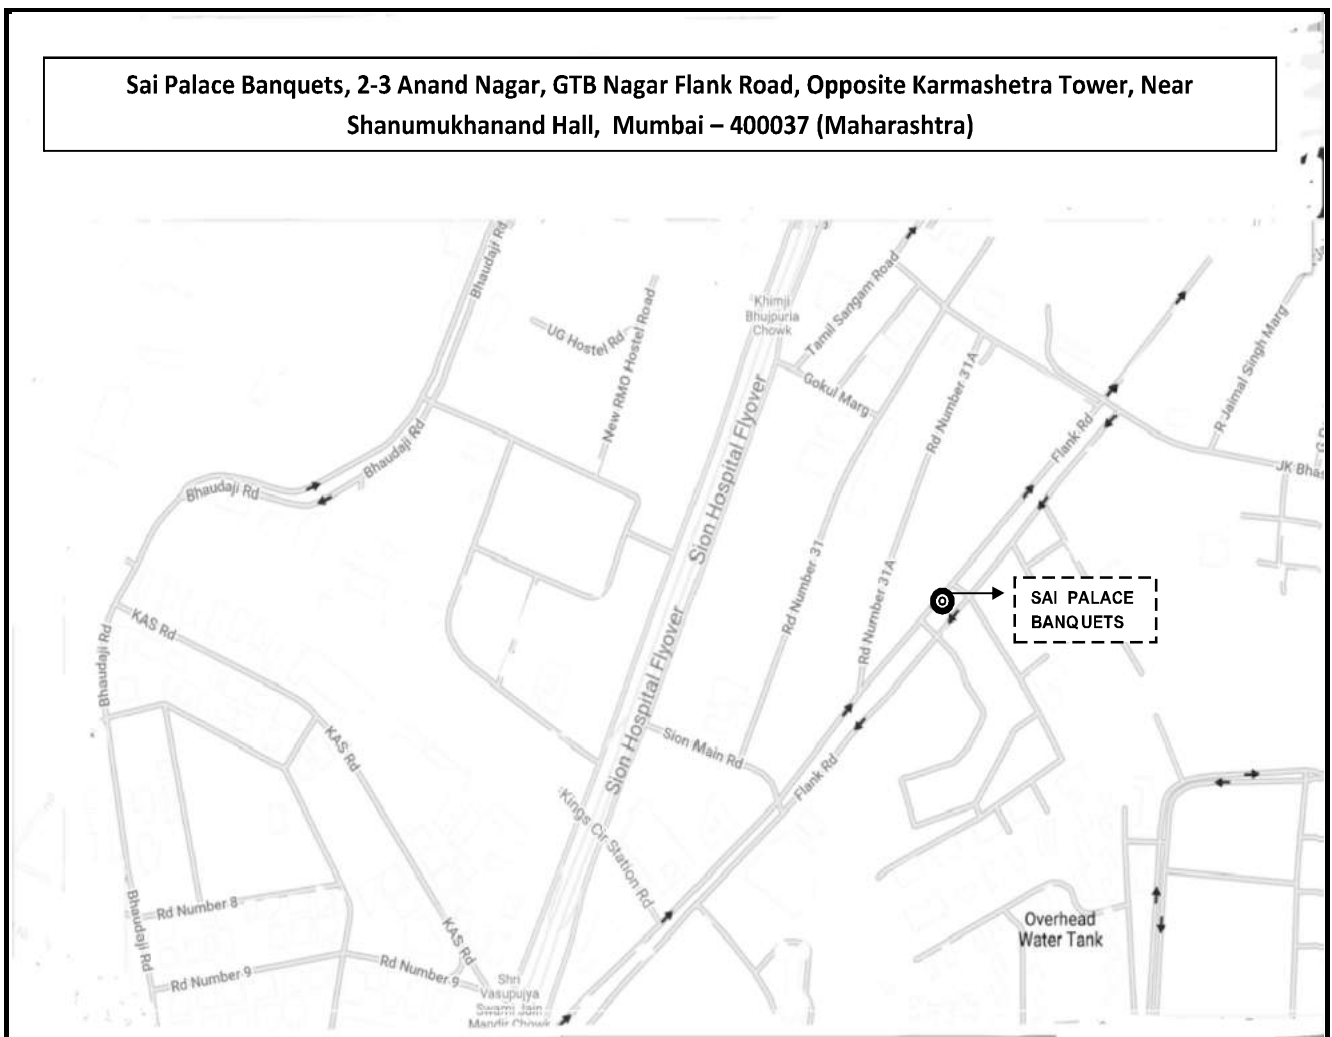 Sai Palace Banquets, 2-3 Anand Nagar, GTB Nagar Flank Road, Opposite Karmashetra Tower, Near
Shanumukhanand Hall, Mumbai – 400037 (Maharashtra)
Bhaudaji Rd
UG Hostel Rd
New RMO Hostel Road
Khimji
Bhujpuria
Chowk
Tamil Sangam Road
Gokul Marg
Rd Number 31A
R Jaimal Singh Marg
Flank Rd
JK Bhas
Bhaudaji Rd
Bhaudaji Rd
Sion Hospital Flyover
Rd Number 31
Rd Number 31A
SAI PALACE
BANQUETS
KAS Rd
Bhaudaji Rd
Sion Hospital Flyover
Sion Main Rd
KAS Rd
Flank Rd
Kings Cir Station Rd
Bhaudaji Rd
Rd Number 8
KAS Rd
Overhead
Water Tank
Rd Number 9
Rd Number 9
Shri
Vasupujya
Swami Jain
Mandir Chowk